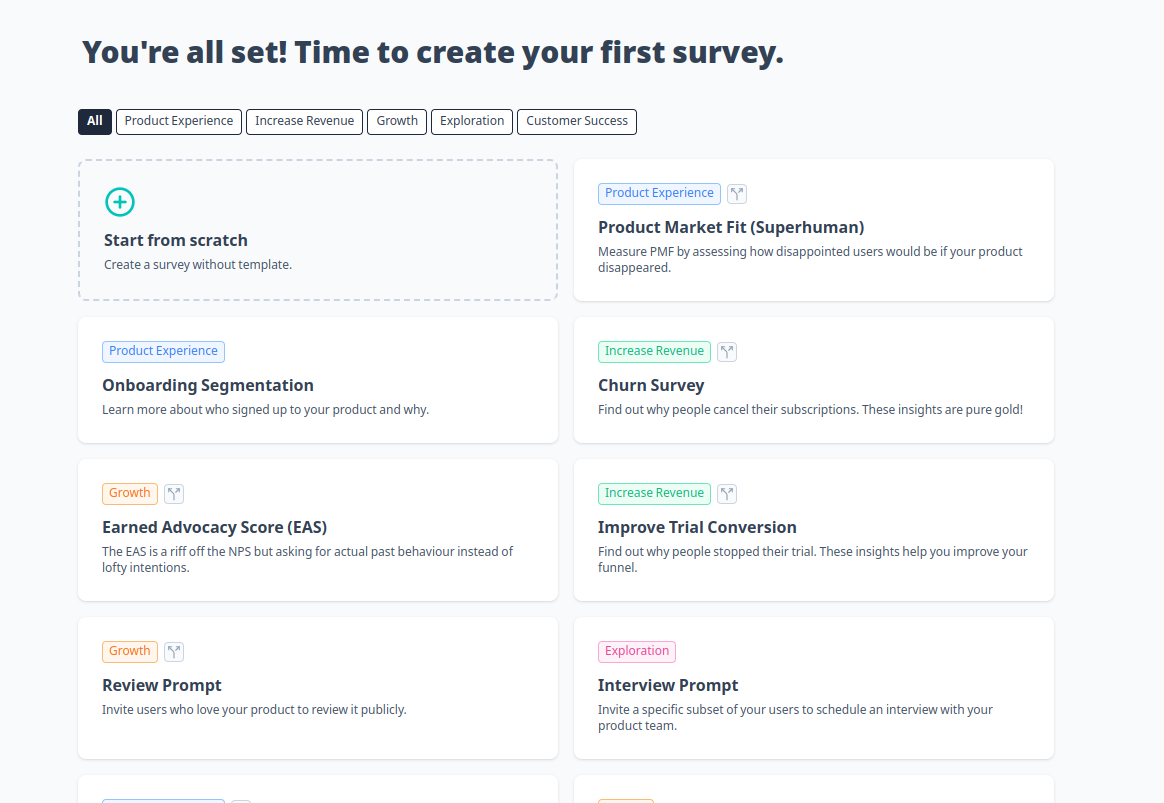 You're all set! Time to create your first survey.
All
Product Experience
Increase Revenue
Growth
Exploration
Customer Success
Start from scratch
Create a survey without template.
Product Experience
Product Market Fit (Superhuman)
Measure PMF by assessing how disappointed users would be if your product
disappeared.
Product Experience
Onboarding Segmentation
Learn more about who signed up to your product and why.
Increase Revenue
Churn Survey
Find out why people cancel their subscriptions. These insights are pure gold!
Growth
Earned Advocacy Score (EAS)
The EAS is a riff off the NPS but asking for actual past behaviour instead of
lofty intentions.
Increase Revenue
Improve Trial Conversion
Find out why people stopped their trial. These insights help you improve your
funnel.
Growth
Review Prompt
Invite users who love your product to review it publicly.
Exploration
Interview Prompt
Invite a specific subset of your users to schedule an interview with your
product team.